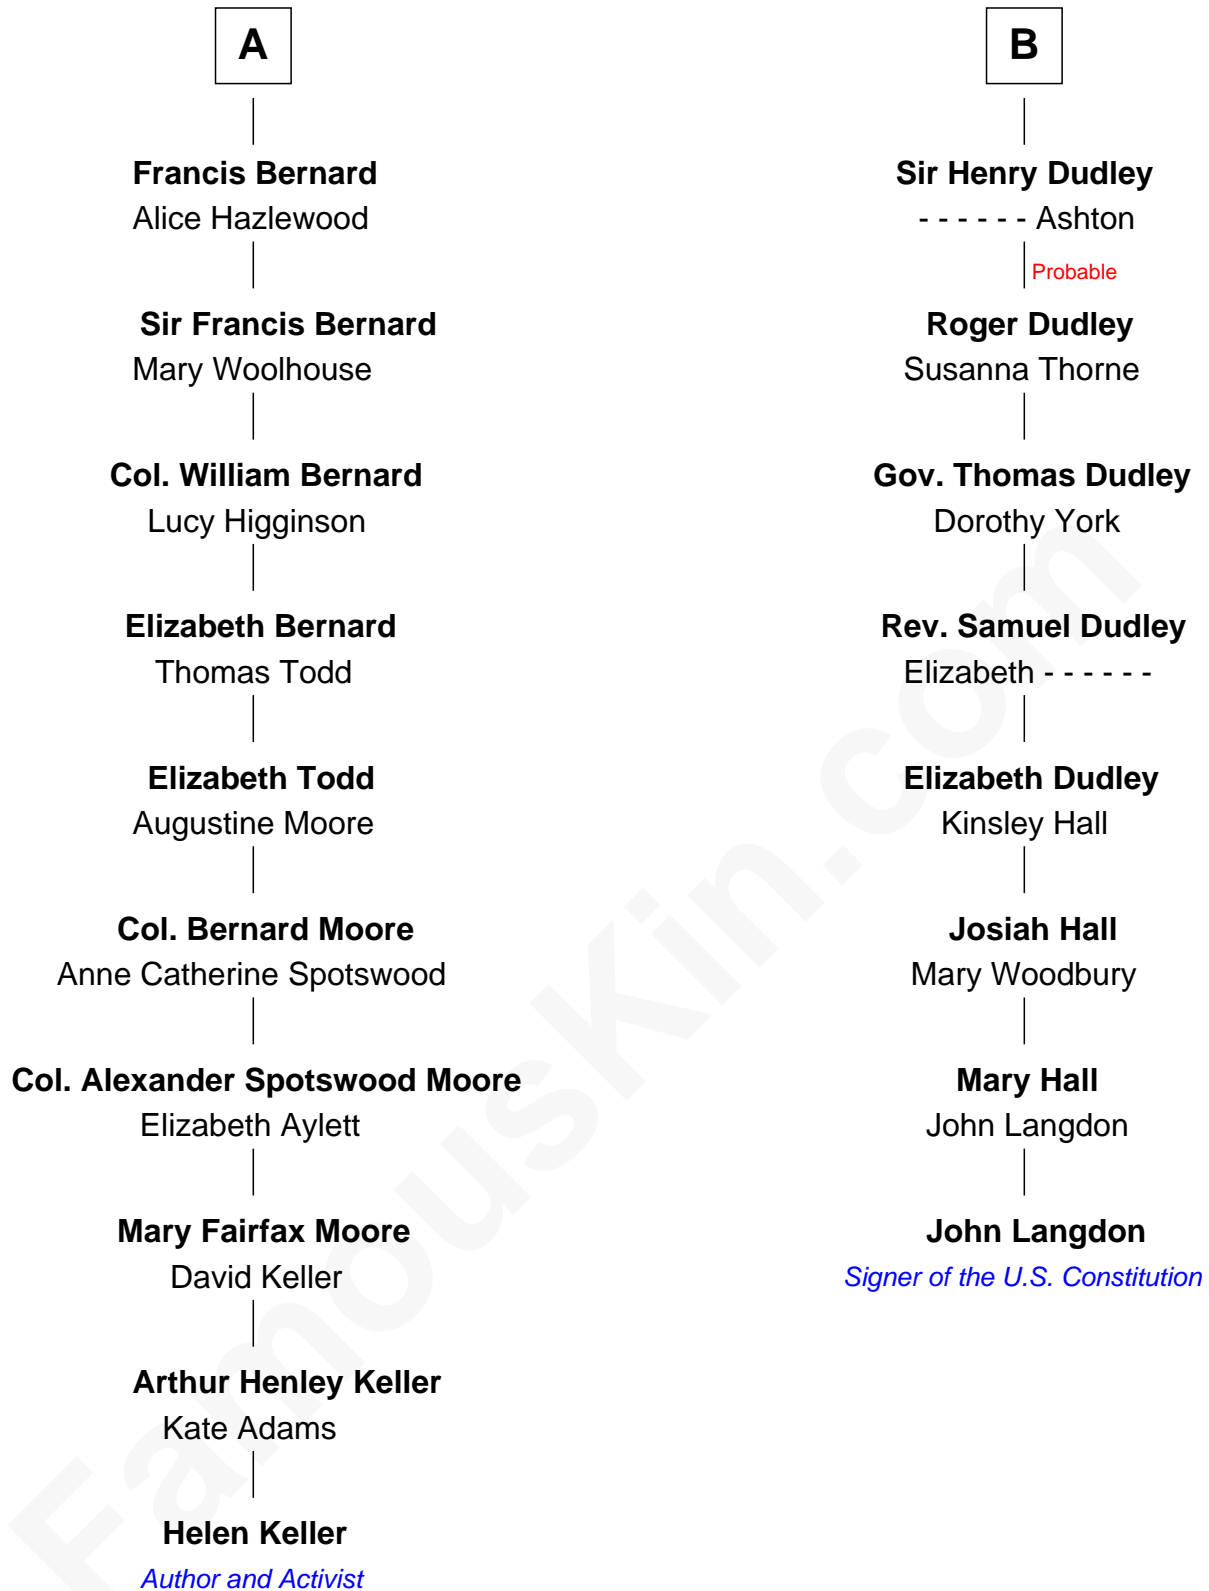 A
Francis Bernard
Alice Hazlewood
Sir Francis Bernard
Mary Woolhouse
Col. William Bernard
Lucy Higginson
Elizabeth Bernard
Thomas Todd
Elizabeth Todd
Augustine Moore
Col. Bernard Moore
Anne Catherine Spotswood
Col. Alexander Spotswood Moore
Elizabeth Aylett
Mary Fairfax Moore
David Keller
Arthur Henley Keller
Kate Adams
Helen Keller
Author and Activist
B
Sir Henry Dudley
- - - - - - Ashton
Probable
Roger Dudley
Susanna Thorne
Gov. Thomas Dudley
Dorothy York
Rev. Samuel Dudley
Elizabeth - - - - - -
Elizabeth Dudley
Kinsley Hall
Josiah Hall
Mary Woodbury
Mary Hall
John Langdon
John Langdon
Signer of the U.S. Constitution
FamousKin.com